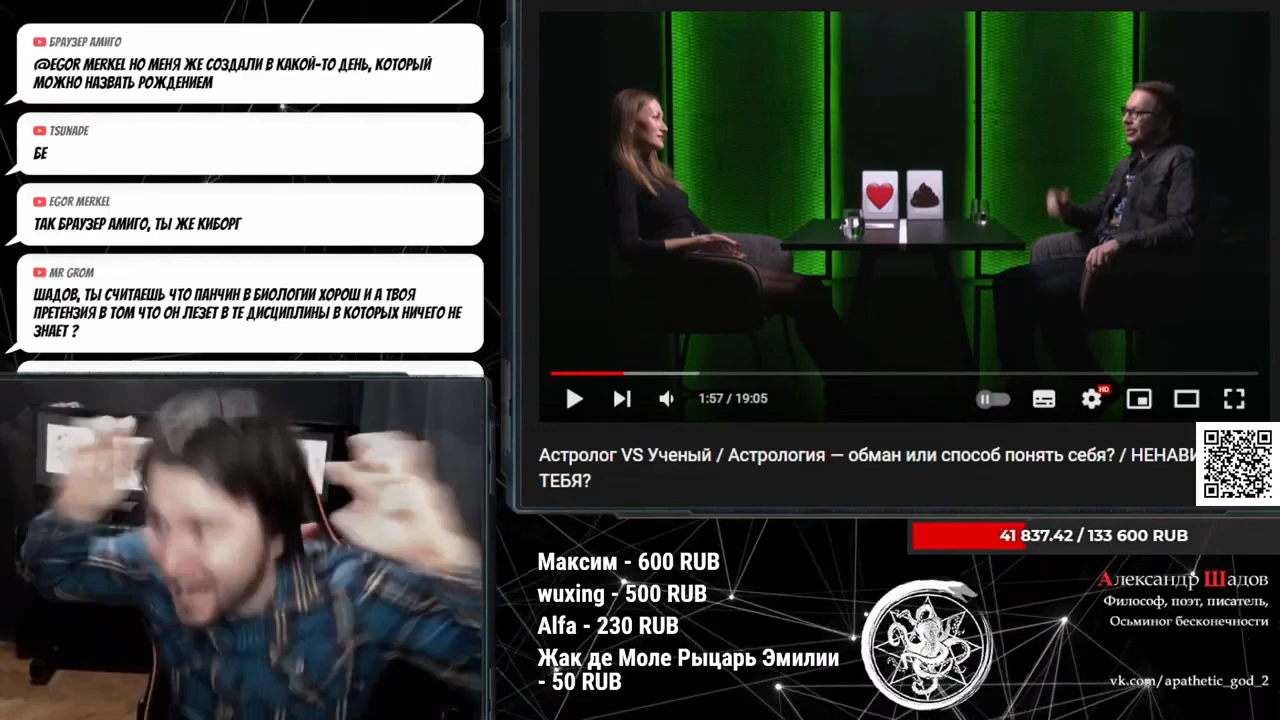 БРАУЗЕР АМИГО
@EGOR MERKEL НО МЕНЯ ЖЕ СОЗДАЛИ В КАКОЙ-ТО ДЕНЬ, КОТОРЫЙ
МОЖНО НАЗВАТЬ РОЖДЕНИЕМ
TSUNADE
БЕ
EGOR MERKEL
ТАК БРАУЗЕР АМИГО, ТЫ ЖЕ КИБОРГ
MR GROM
ШАДОВ, ТЫ СЧИТАЕШЬ ЧТО ПАНЧИН В БИОЛОГИИ ХОРОШ И А ТВОЯ
ПРЕТЕНЗИЯ В ТОМ ЧТО ОН ЛЕЗЕТ В ТЕ ДИСЦИПЛИНЫ В КОТОРЫХ НИЧЕГО НЕ
ЗНАЕТ ?
1:57 / 19:05
HD
Астролог VS Ученый / Астрология — обман или способ понять себя? / НЕНАВИ
ТЕБЯ?
41 837.42 / 133 600 RUB
Максим - 600 RUB
wuxing - 500 RUB
Alfa - 230 RUB
Жак де Моле Рыцарь Эмилии
- 50 RUB
Александр Шадов
Философ, поэт, писатель,
Осьминог бесконечности
vk.com/apathetic_god_2